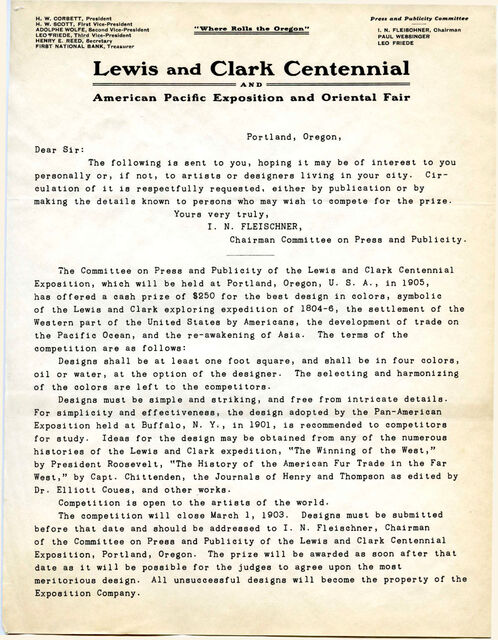 H. W. CORBETT, President
H. W. SCOTT, First Vice-President
ADOLPHE WOLFE, Second Vice-President
LEO FRIEDE, Third Vice-President
HENRY E. REED, Secretary
FIRST NATIONAL BANK, Treasurer
"Where Rolls the Oregon"
Press and Publicity Committee
I. N. FLEISCHNER, Chairman
PAUL WESSINGER
LEO FRIEDE
Lewis and Clark Centennial
AND
American Pacific Exposition and Oriental Fair
Portland, Oregon,
Dear Sir:
The following is sent to you, hoping it may be of interest to you
personally or, if not, to artists or designers living in your city. Cir-
culation of it is respectfully requested, either by publication or by
making the details known to persons who may wish to compete for the prize.
Yours very truly,
I. N. FLEISCHNER,
Chairman Committee on Press and Publicity.
The Committee on Press and Publicity of the Lewis and Clark Centennial
Exposition, which will be held at Portland, Oregon, U. S. A., in 1905,
has offered a cash prize of $250 for the best design in colors, symbolic
of the Lewis and Clark exploring expedition of 1804-6, the settlement of the
Western part of the United States by Americans, the development of trade on
the Pacific Ocean, and the re-awakening of Asia. The terms of the
competition are as follows:
Designs shall be at least one foot square, and shall be in four colors,
oil or water, at the option of the designer. The selecting and harmonizing
of the colors are left to the competitors.
Designs must be simple and striking, and free from intricate details.
For simplicity and effectiveness, the design adopted by the Pan-American
Exposition held at Buffalo, N. Y., in 1901, is recommended to competitors
for study. Ideas for the design may be obtained from any of the numerous
histories of the Lewis and Clark expedition, "The Winning of the West,"
by President Roosevelt, "The History of the American Fur Trade in the Far
West," by Capt. Chittenden, the Journals of Henry and Thompson as edited by
Dr. Elliott Coues, and other works.
Competition is open to the artists of the world.
The competition will close March 1, 1903. Designs must be submitted
before that date and should be addressed to I. N. Fleischner, Chairman
of the Committee on Press and Publicity of the Lewis and Clark Centennial
Exposition, Portland, Oregon. The prize will be awarded as soon after that
date as it will be possible for the judges to agree upon the most
meritorious design. All unsuccessful designs will become the property of the
Exposition Company.